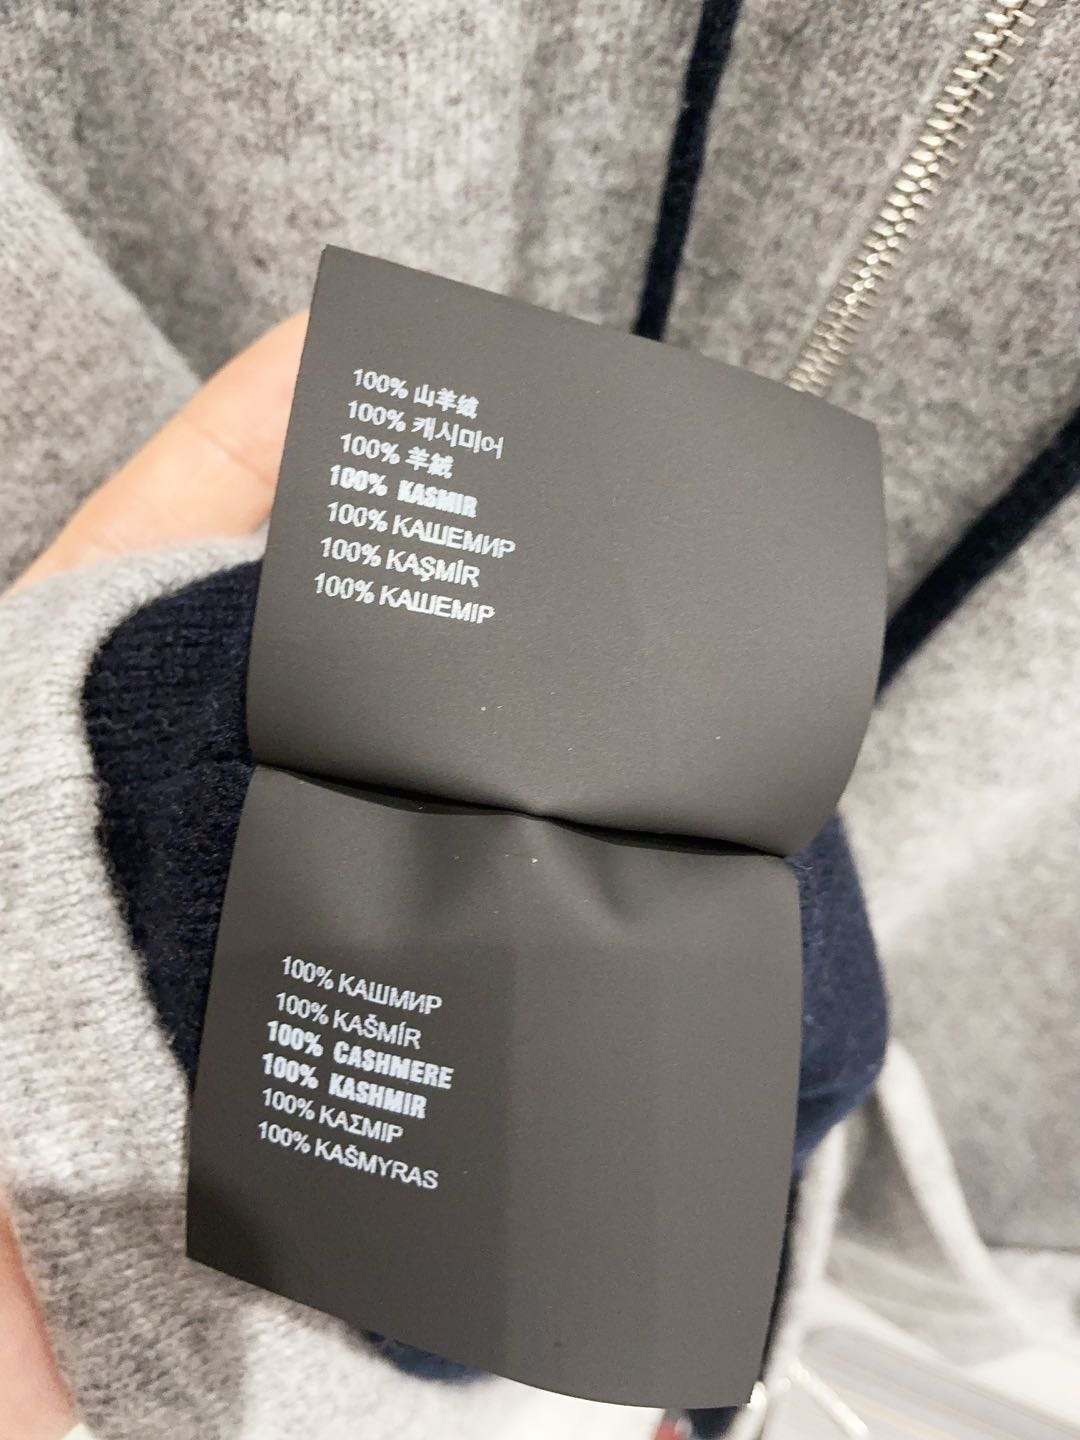 100% 山羊绒
100% 캐시미어
100% 羊絨
100% KASMIR
100% КАШЕМИР
100% KAŞMİR
100% КАШЕМІР
100% КАШМИР
100% KAŠMÍR
100% CASHMERE
100% KASHMIR
100% ΚΑΣΜΙΡ
100% KAŠMYRAS